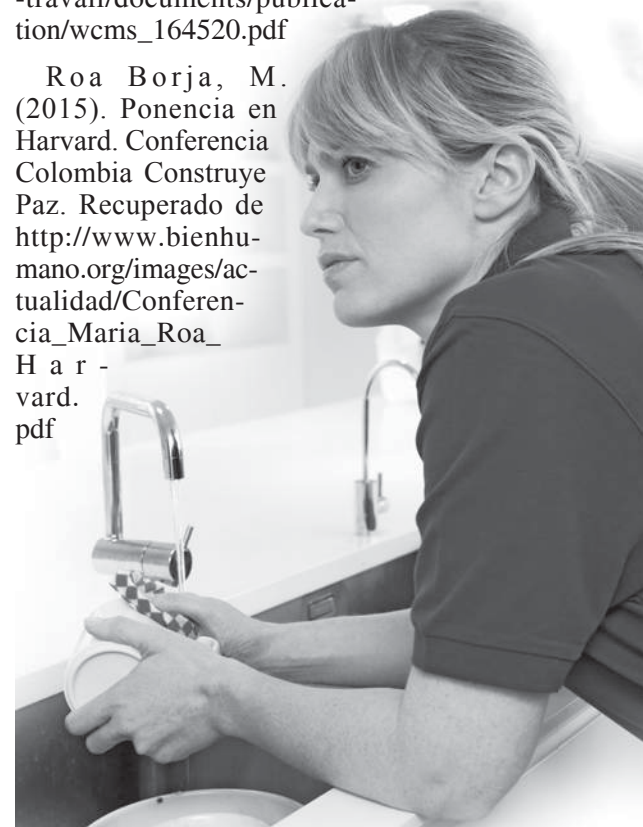 -travail/documents/publica-
tion/wcms_164520.pdf
Roa Borja, M.
(2015). Ponencia en
Harvard. Conferencia
Colombia Construye
Paz. Recuperado de
http://www.bienhu-
mano.org/images/ac-
tualidad/Conferen-
cia_Maria_Roa_
Har-
vard.
pdf